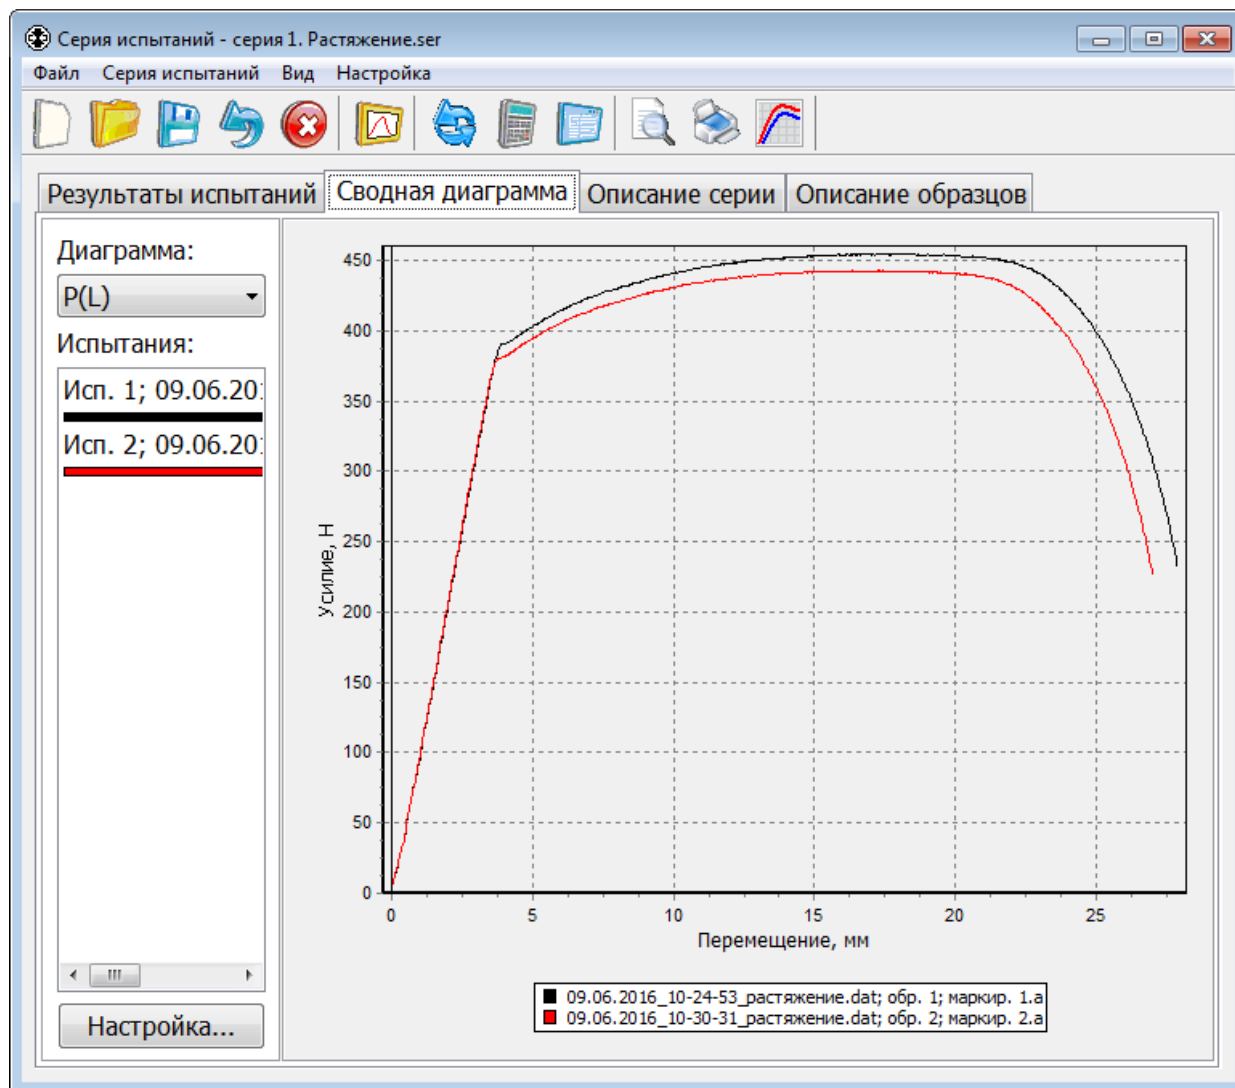 Серия испытаний - серия 1. Растяжение.ser
Файл Серия испытаний Вид Настройка
Результаты испытаний Сводная диаграмма Описание серии Описание образцов
Диаграмма:
P(L)
Испытания:
Исп. 1; 09.06.20
Исп. 2; 09.06.20
Настройка...
Усилие, Н
450
400
350
300
250
200
150
100
50
0
0 5 10 15 20 25
Перемещение, мм
09.06.2016_10-24-53_растяжение.dat; обр. 1; маркир. 1.а
09.06.2016_10-30-31_растяжение.dat; обр. 2; маркир. 2.а